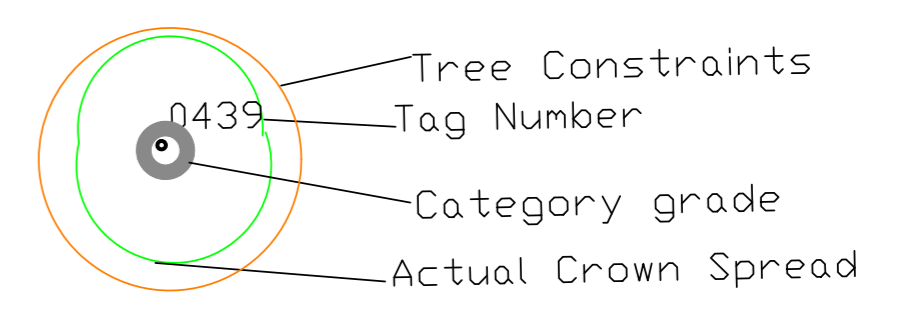 Tree Constraints
0439
Tag Number
Category grade
Actual Crown Spread